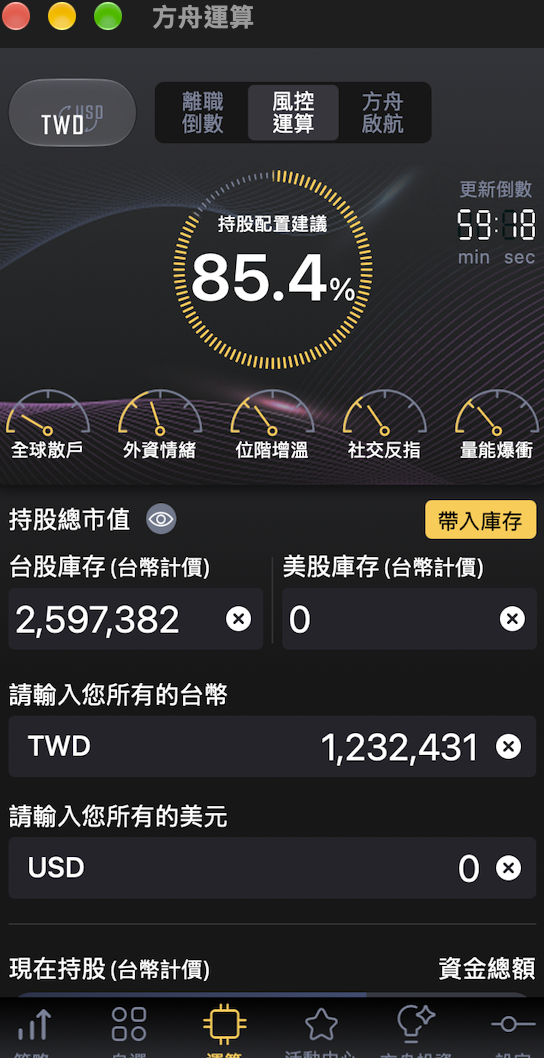 方舟運算
TWD USD
離職倒數
風控運算
方舟啟航
更新倒數
59:18
min sec
持股配置建議
85.4%
全球散戶
外資情緒
位階增溫
社交反指
量能爆衝
持股總市值
帶入庫存
台股庫存 (台幣計價)
美股庫存 (台幣計價)
2,597,382
0
請輸入您所有的台幣
TWD
1,232,431
請輸入您所有的美元
USD
0
現在持股 (台幣計價)
資金總額
運算
活動中心